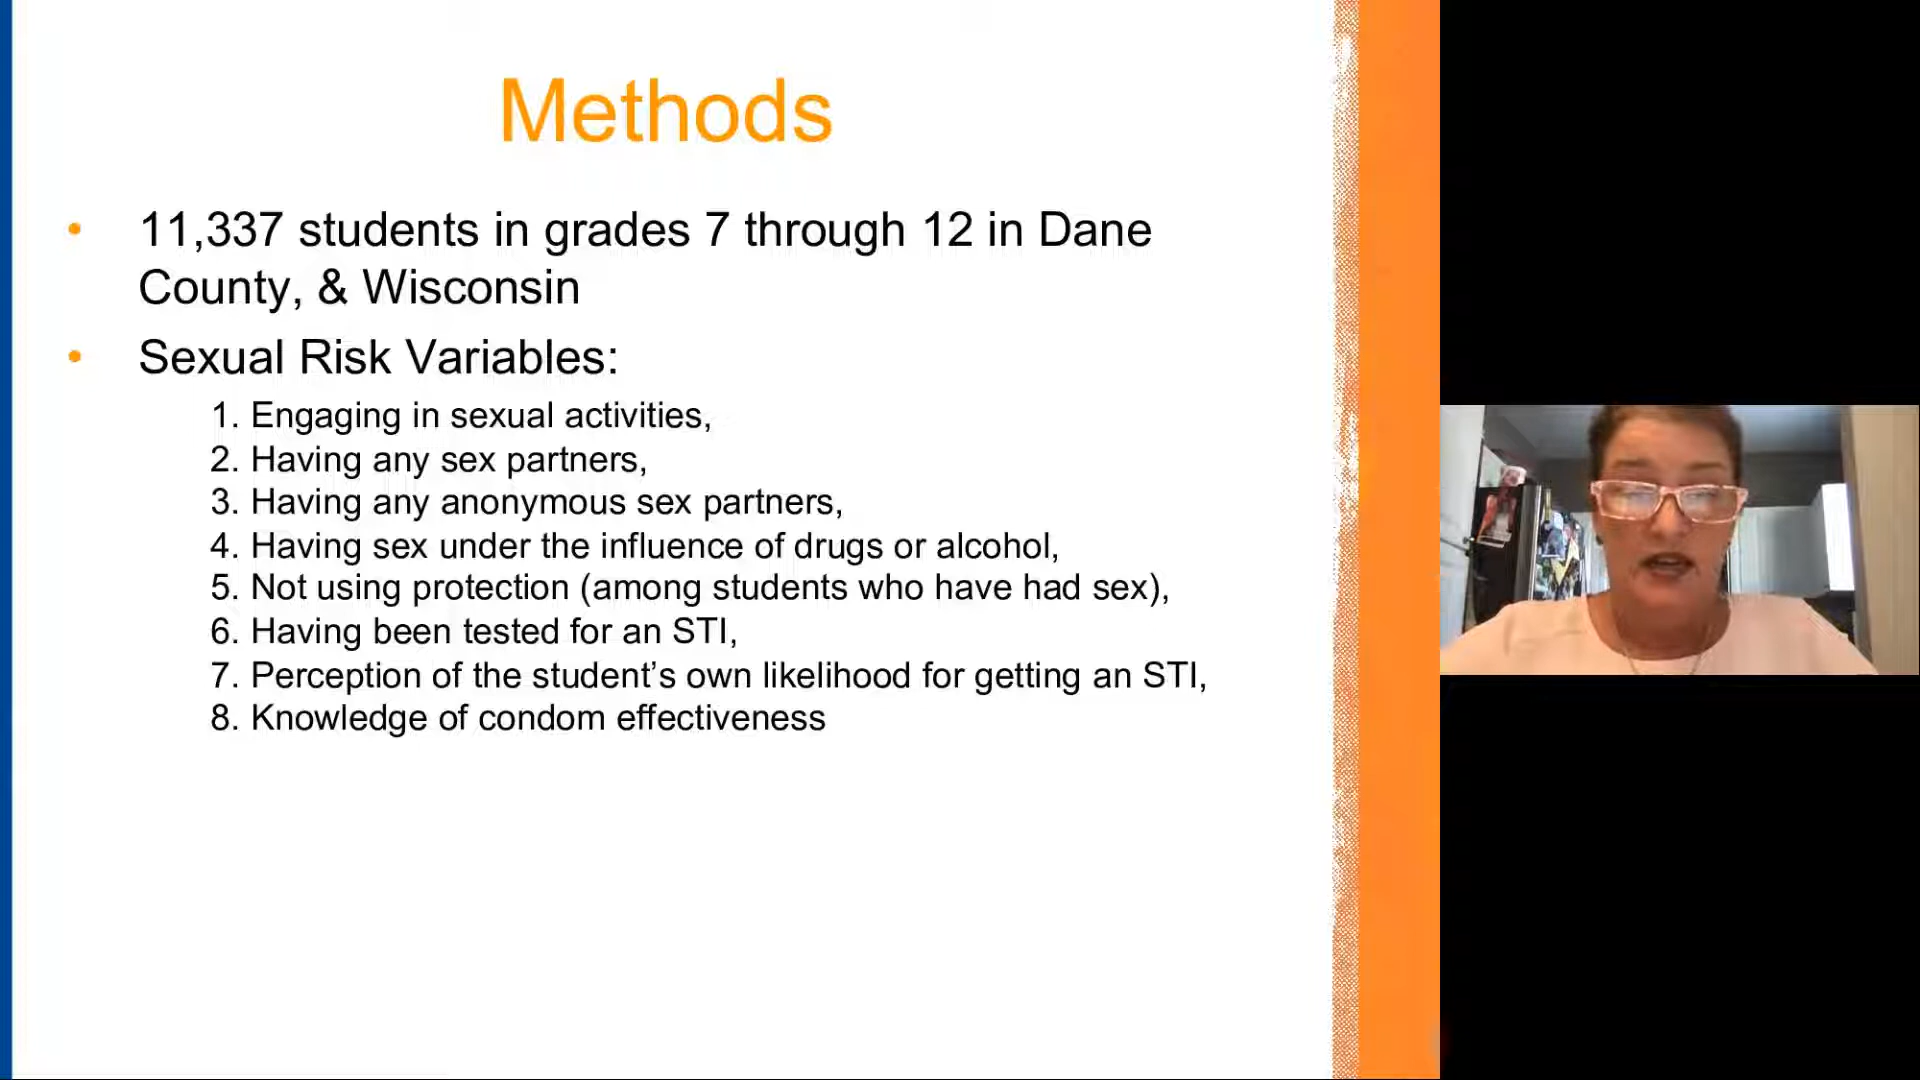 Methods
• 11,337 students in grades 7 through 12 in Dane
County, & Wisconsin
• Sexual Risk Variables:
1. Engaging in sexual activities,
2. Having any sex partners,
3. Having any anonymous sex partners,
4. Having sex under the influence of drugs or alcohol,
5. Not using protection (among students who have had sex),
6. Having been tested for an STI,
7. Perception of the student’s own likelihood for getting an STI,
8. Knowledge of condom effectiveness